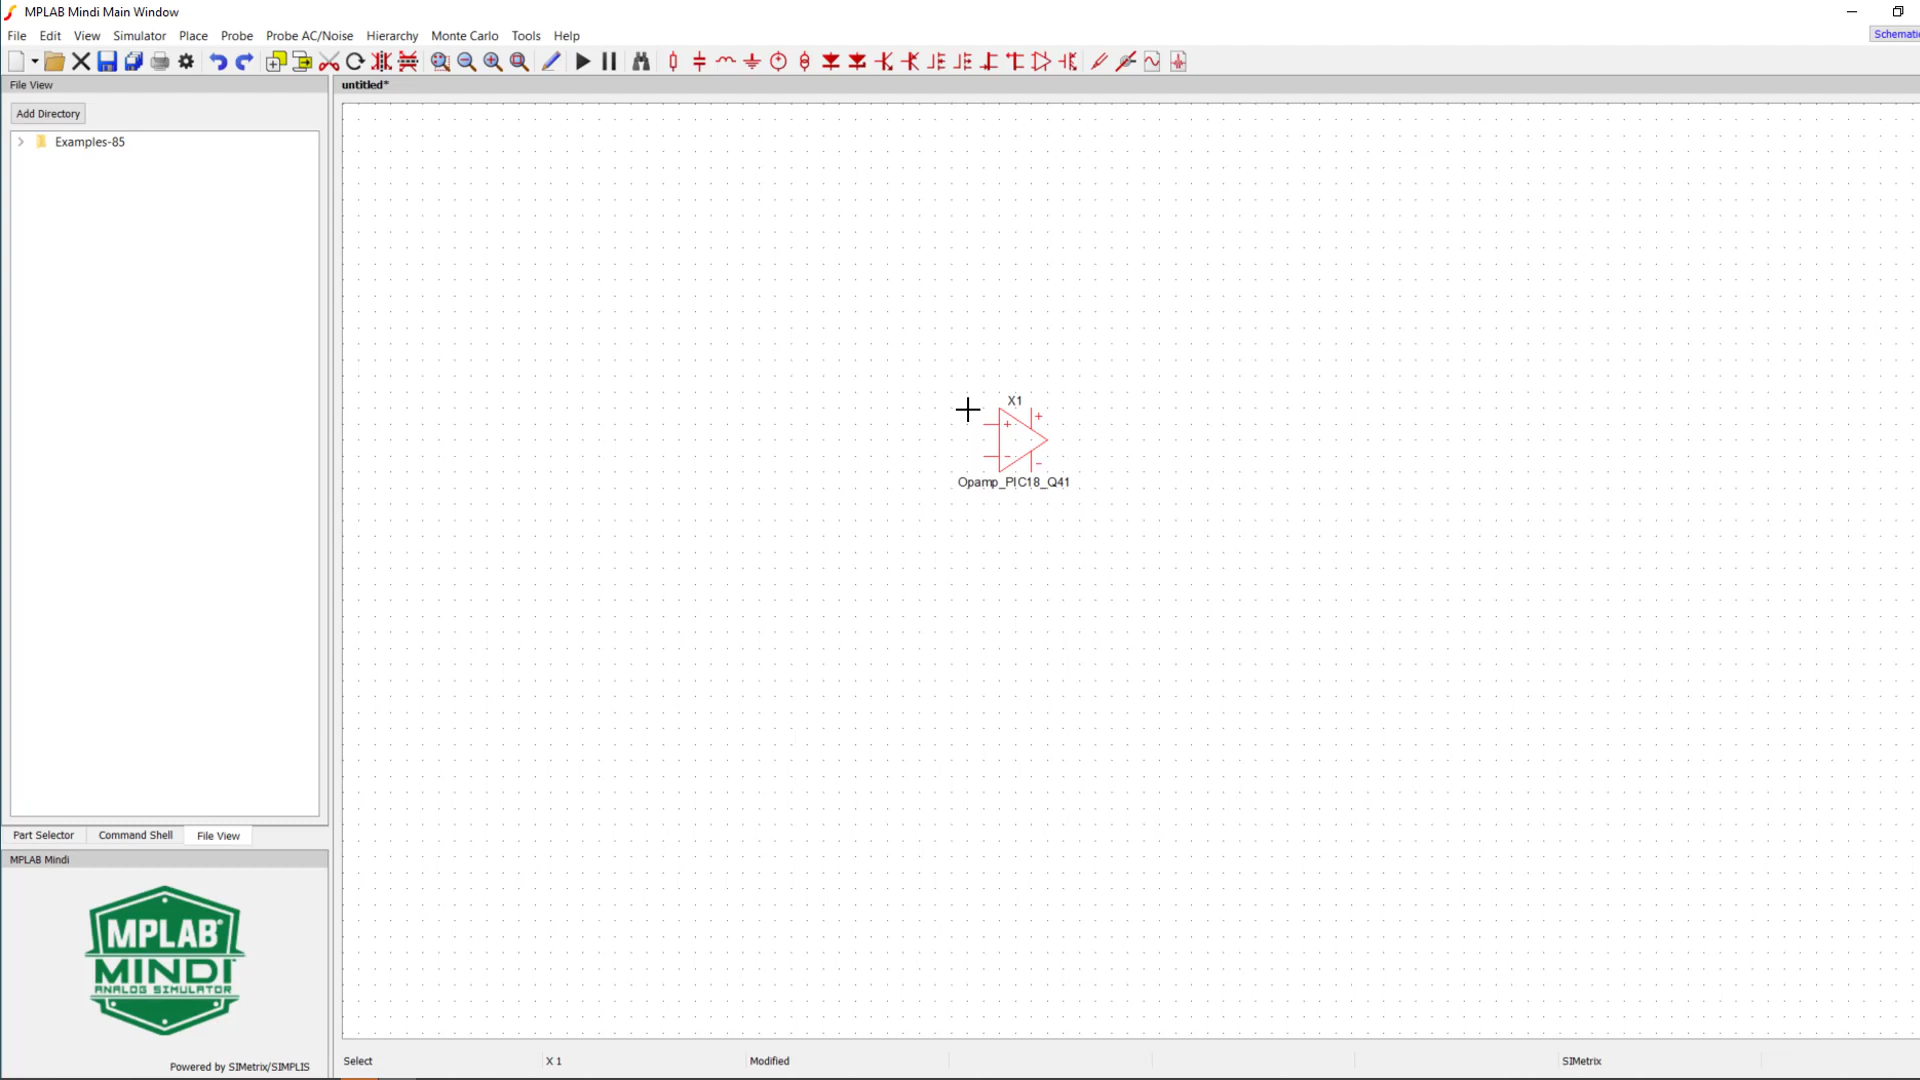 MPLAB Mindi Main Window
File Edit View Simulator Place Probe Probe AC/Noise Hierarchy Monte Carlo Tools Help
Schematic
File View
untitled*
Add Directory
Examples-85
X1
+
+
-
-
Opamp_PIC18_Q41
Part Selector Command Shell File View
MPLAB Mindi
MPLAB®
MINDI™
ANALOG SIMULATOR
Powered by SIMetrix/SIMPLIS
Select X 1 Modified SIMetrix